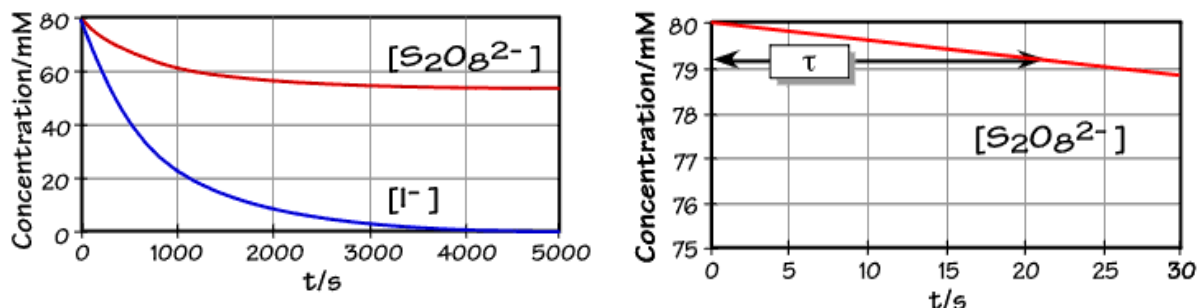 Concentration/mM
80
60
40
20
0
[S₂O₈²⁻]
[I⁻]
0 1000 2000 3000 4000 5000
t/s
Concentration/mM
80
79
78
77
76
75
τ
[S₂O₈²⁻]
0 5 10 15 20 25 30
t/s